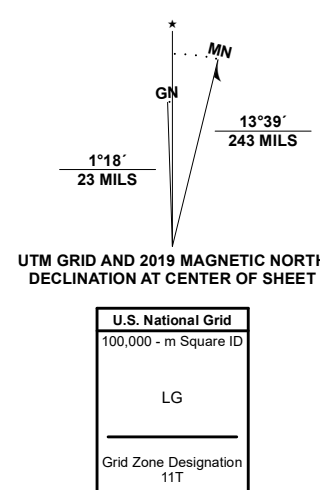 ★
MN
GN
13°39´
243 MILS
1°18´
23 MILS
UTM GRID AND 2019 MAGNETIC NORTH
DECLINATION AT CENTER OF SHEET
U.S. National Grid
100,000 - m Square ID
LG
Grid Zone Designation
11T